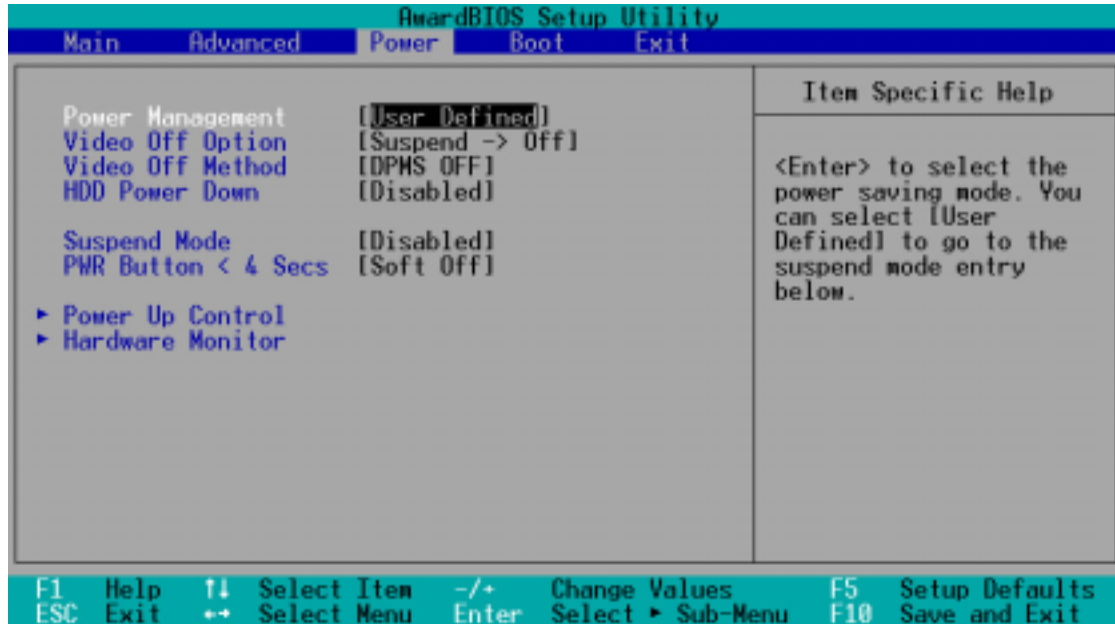 AwardBIOS Setup Utility
Main Advanced Power Boot Exit
Power Management [User Defined]
Video Off Option [Suspend -> Off]
Video Off Method [DPMS OFF]
HDD Power Down [Disabled]
Suspend Mode [Disabled]
PWR Button < 4 Secs [Soft Off]
► Power Up Control
► Hardware Monitor
Item Specific Help
<Enter> to select the
power saving mode. You
can select [User
Defined] to go to the
suspend mode entry
below.
F1 Help ↑↓ Select Item -/+ Change Values F5 Setup Defaults
ESC Exit ←→ Select Menu Enter Select ► Sub-Menu F10 Save and Exit